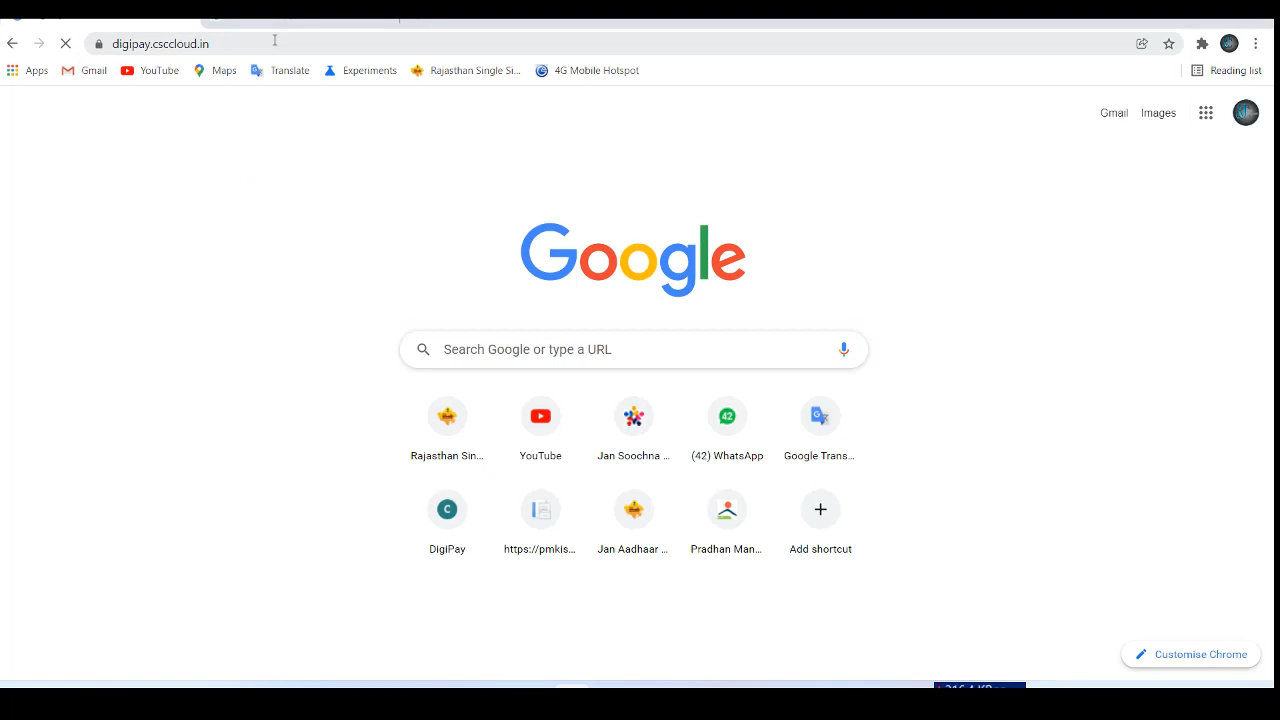 digipay.csccloud.in
Apps Gmail YouTube Maps Translate Experiments Rajasthan Single Si... 4G Mobile Hotspot Reading list
Gmail Images
Google
Search Google or type a URL
42
Rajasthan Sin... YouTube Jan Soochna ... (42) WhatsApp Google Trans...
C
DigiPay https://pmkis... Jan Aadhaar ... Pradhan Man... Add shortcut
Customise Chrome